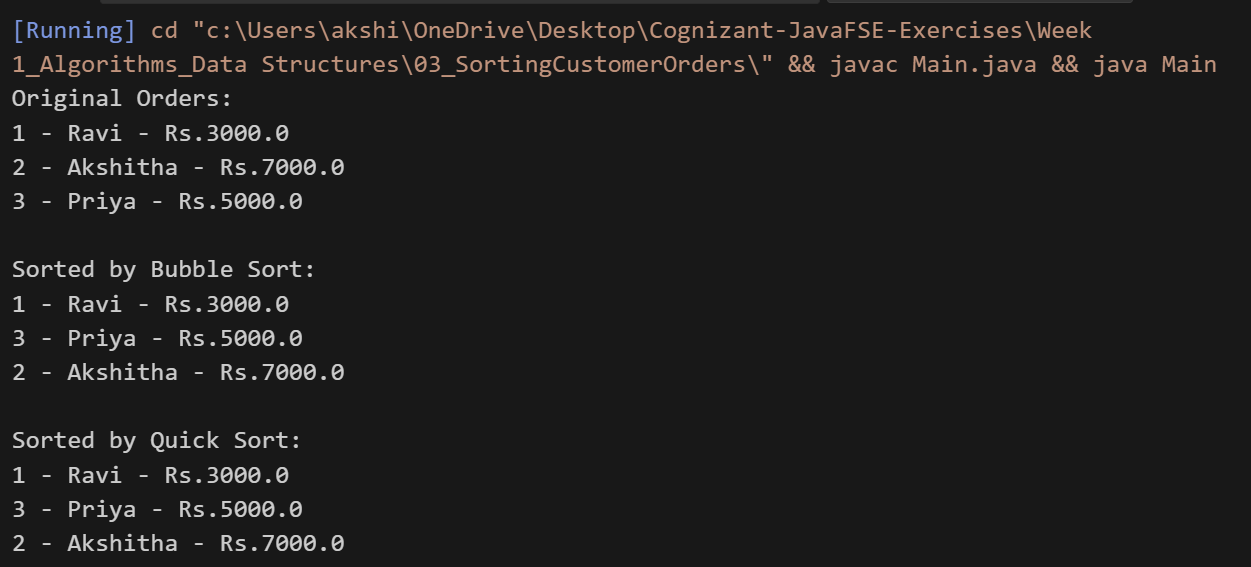 [Running] cd "c:\Users\akshi\OneDrive\Desktop\Cognizant-JavaFSE-Exercises\Week
1_Algorithms_Data Structures\03_SortingCustomerOrders\" && javac Main.java && java Main
Original Orders:
1 - Ravi - Rs.3000.0
2 - Akshitha - Rs.7000.0
3 - Priya - Rs.5000.0

Sorted by Bubble Sort:
1 - Ravi - Rs.3000.0
3 - Priya - Rs.5000.0
2 - Akshitha - Rs.7000.0

Sorted by Quick Sort:
1 - Ravi - Rs.3000.0
3 - Priya - Rs.5000.0
2 - Akshitha - Rs.7000.0